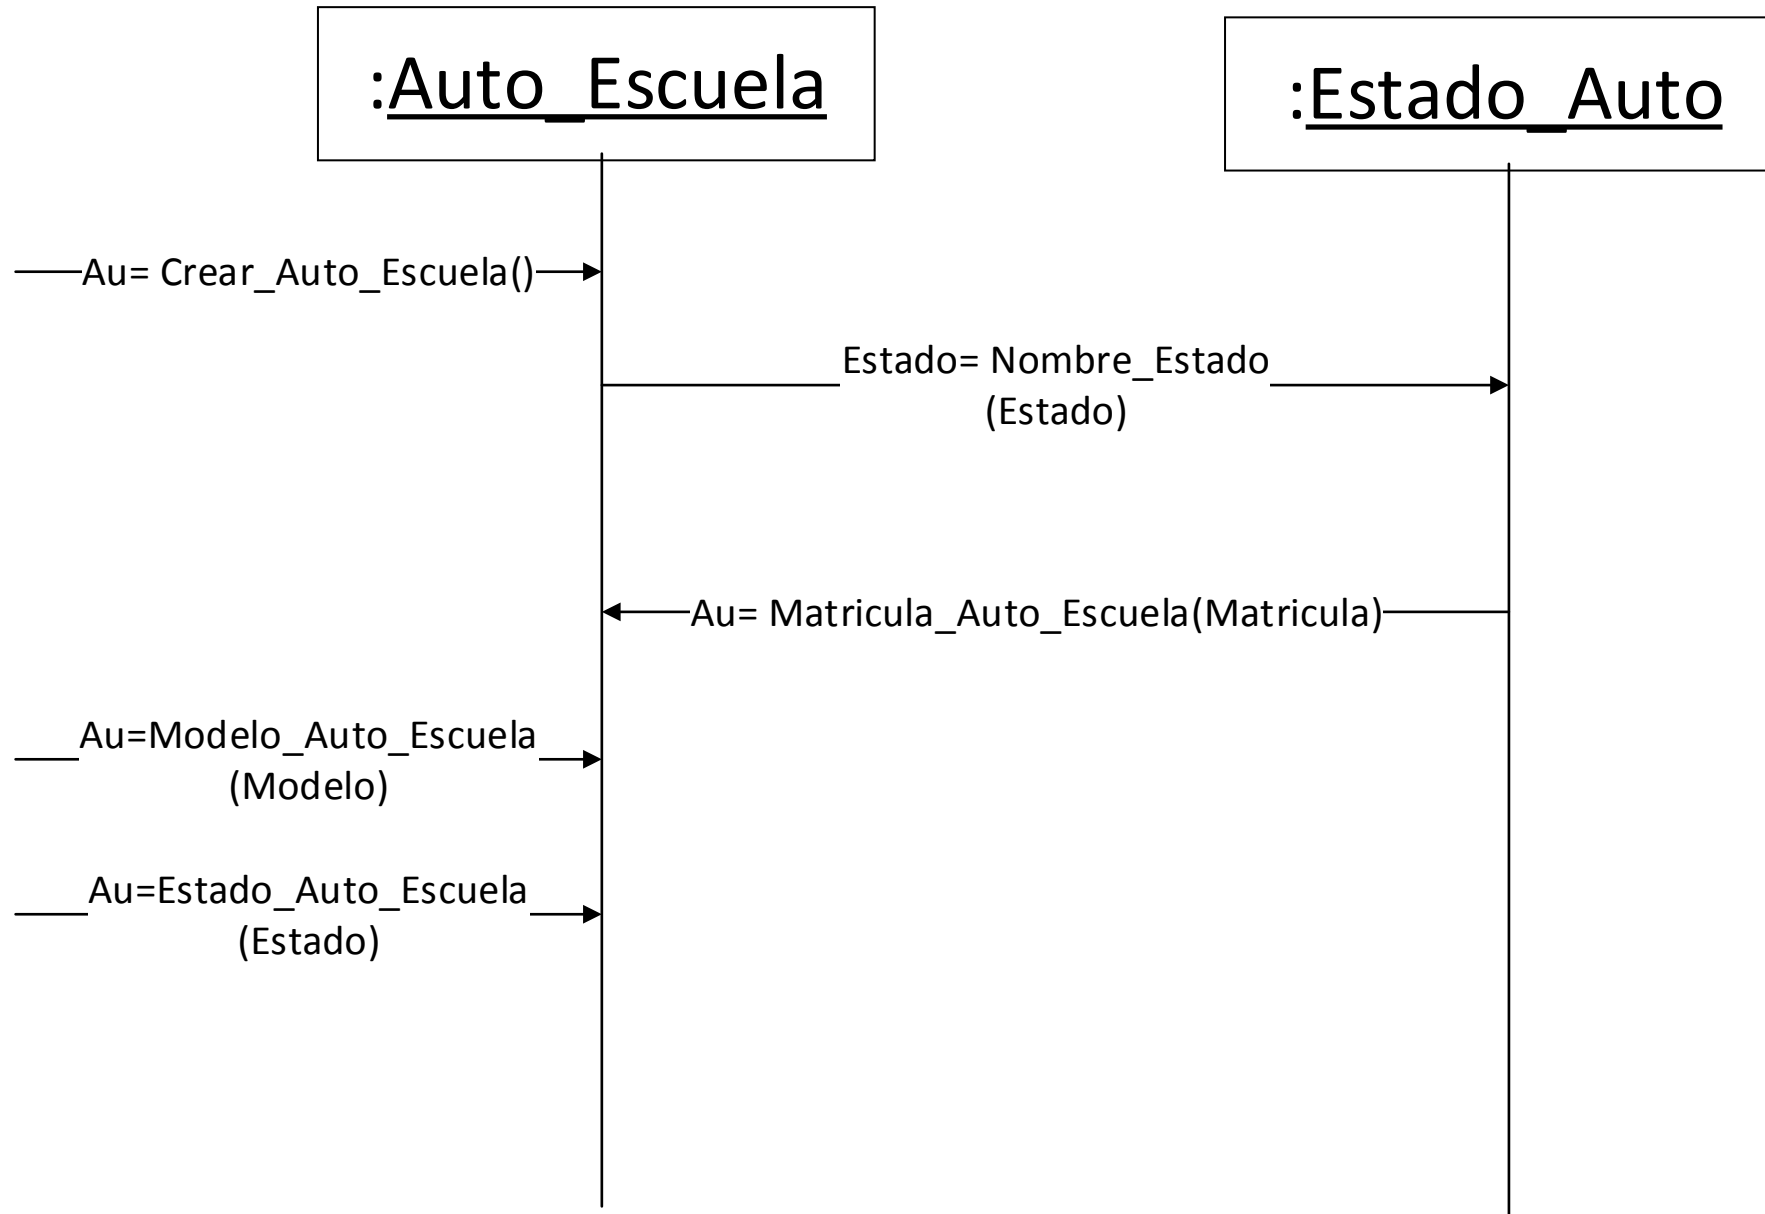 :Auto_Escuela
:Estado_Auto
Au= Crear_Auto_Escuela()
Estado= Nombre_Estado
(Estado)
Au= Matricula_Auto_Escuela(Matricula)
Au=Modelo_Auto_Escuela
(Modelo)
Au=Estado_Auto_Escuela
(Estado)